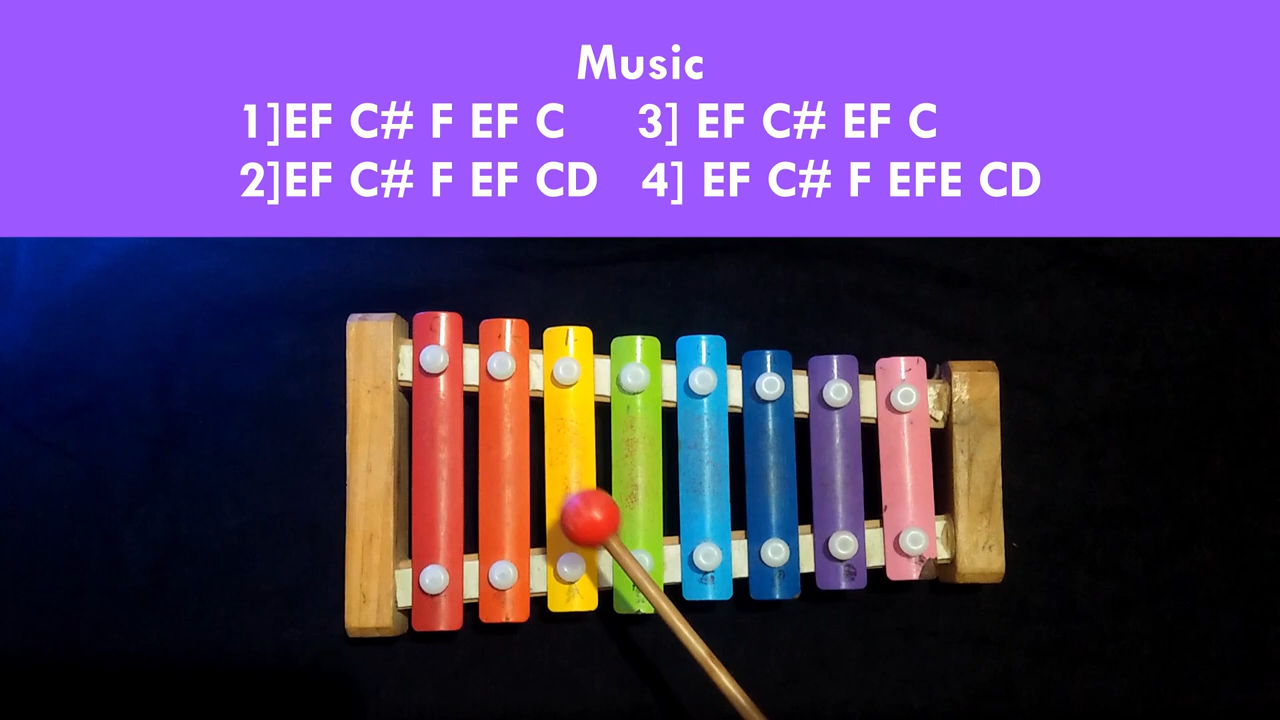 Music
1]EF C# F EF C 3] EF C# EF C
2]EF C# F EF CD 4] EF C# F EFE CD